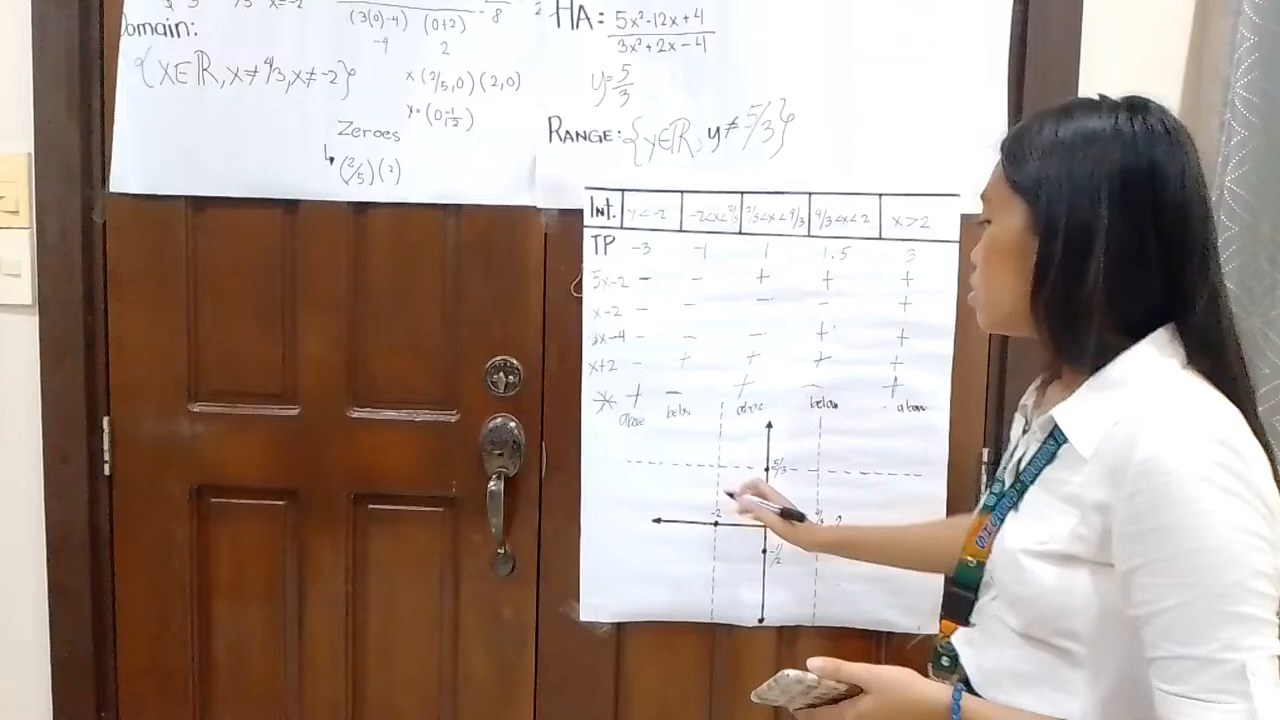 Domain:
{x∈ℝ, x≠4/3, x≠-2}
(3(0)-4) (0+2)
-4 2
-8
x (2/5,0) (2,0)
Zeroes
(2/5)(2)
HA: 5x²-12x+4
3x²+2x-4
y=5/3
RANGE: {y∈ℝ, y≠5/3}
Int. -2<x<2/5 2/5<x<4/3 4/3<x<2 x>2
TP -3 -1 1 1.5 3
5x-2 - - + + +
x-2 - - - - +
3x-4 - - - + +
x+2 - + + + +
+ - + - +
above below above below above
5/3
-2 4/3 2
-1/2